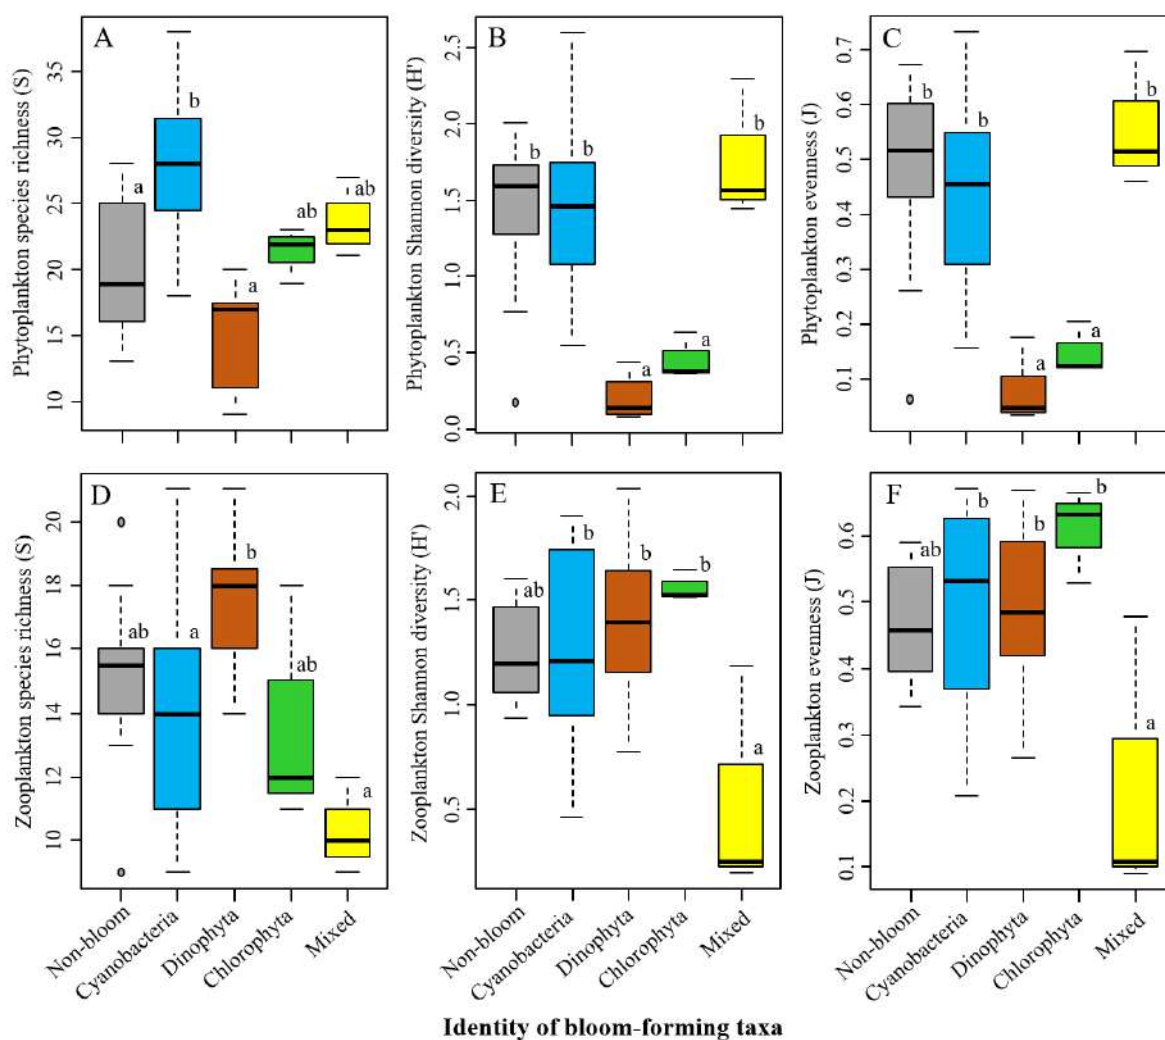 A
B
C
Phytoplankton species richness (S)
10
15
20
25
30
35
a
b
a
ab
ab
Phytoplankton Shannon diversity (H')
0.0
0.5
1.0
1.5
2.0
2.5
b
b
a
a
b
Phytoplankton evenness (J)
0.1
0.2
0.3
0.4
0.5
0.6
0.7
b
b
a
a
b
D
E
F
Zooplankton species richness (S)
10
12
14
16
18
20
ab
a
b
ab
a
Zooplankton Shannon diversity (H')
0.5
1.0
1.5
2.0
ab
b
b
b
a
Zooplankton evenness (J)
0.1
0.2
0.3
0.4
0.5
0.6
ab
b
b
b
a
Non-bloom
Cyanobacteria
Dinophyta
Chlorophyta
Mixed
Non-bloom
Cyanobacteria
Dinophyta
Chlorophyta
Mixed
Non-bloom
Cyanobacteria
Dinophyta
Chlorophyta
Mixed
Identity of bloom-forming taxa